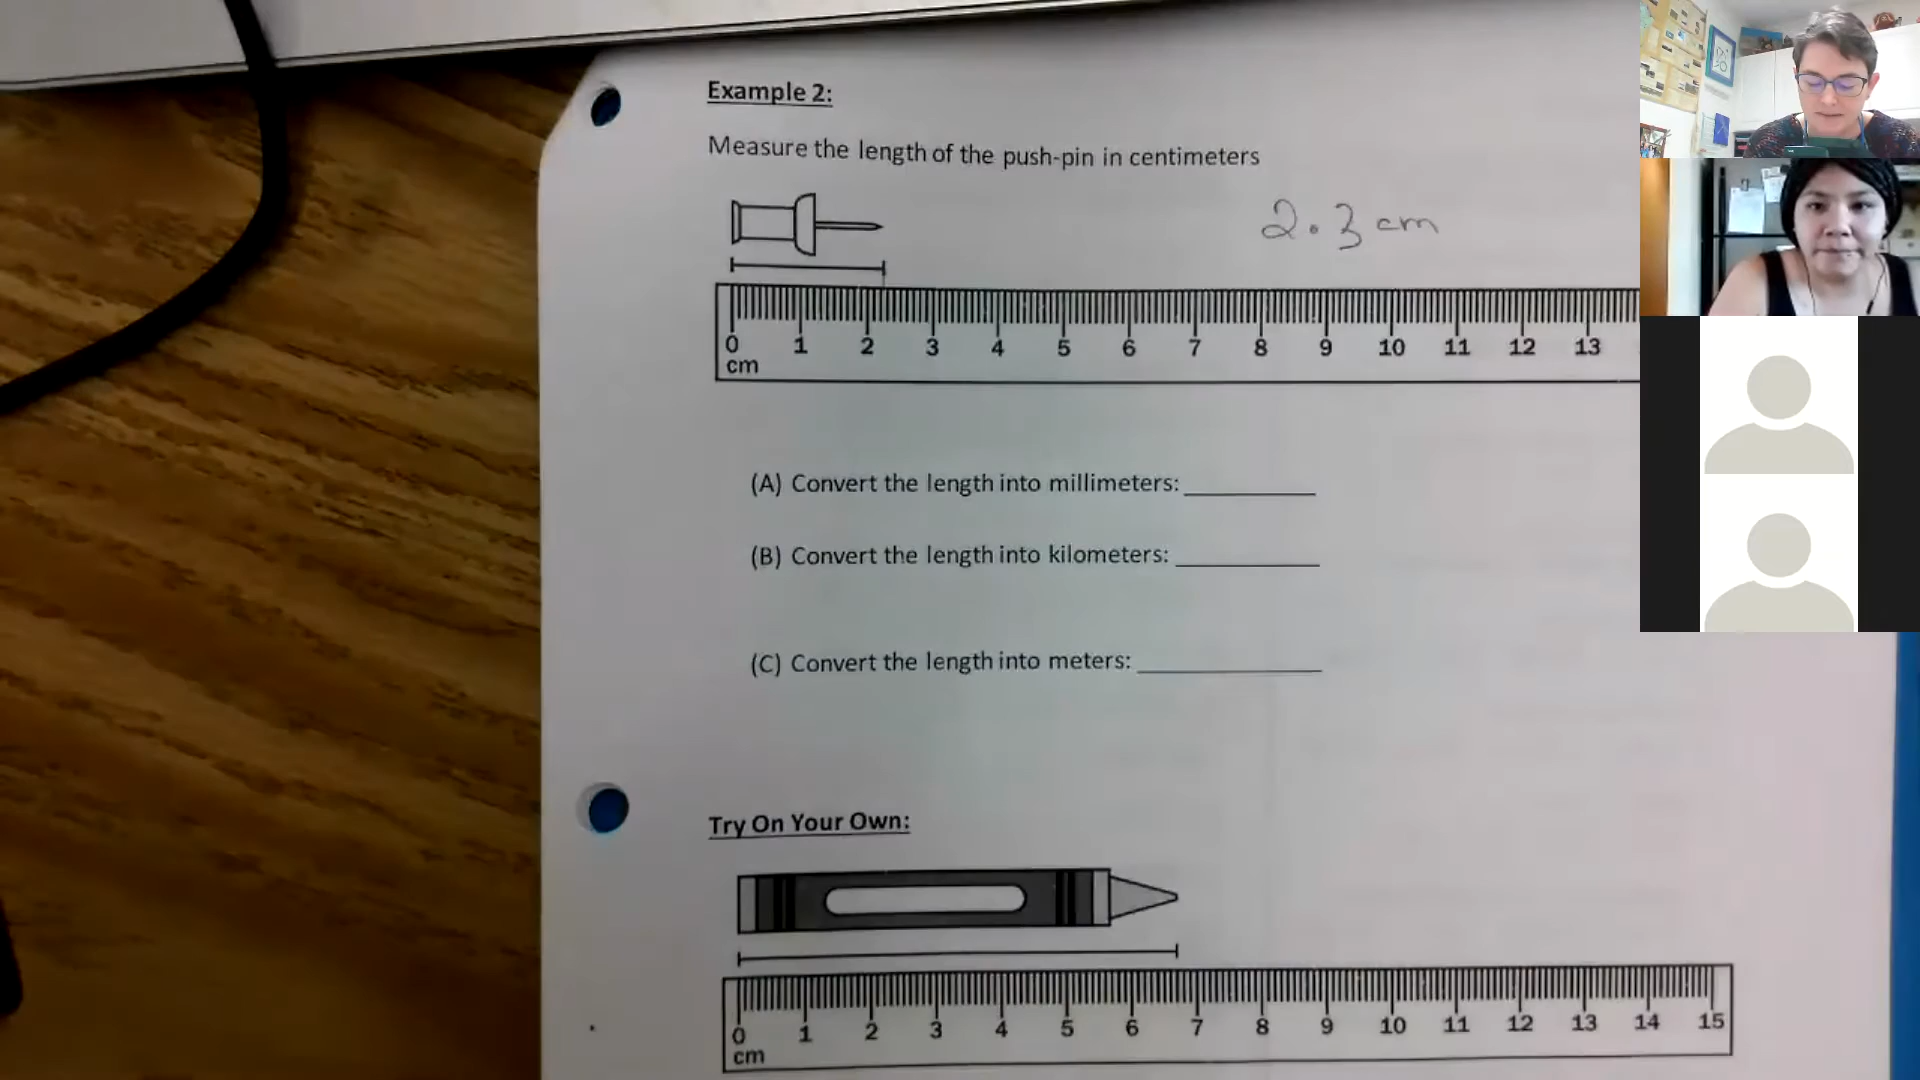 Example 2:
Measure the length of the push-pin in centimeters
2.3 cm
0 1 2 3 4 5 6 7 8 9 10 11 12 13
cm
(A) Convert the length into millimeters: __________
(B) Convert the length into kilometers: ___________
(C) Convert the length into meters: ______________
Try On Your Own:
0 1 2 3 4 5 6 7 8 9 10 11 12 13 14 15
cm